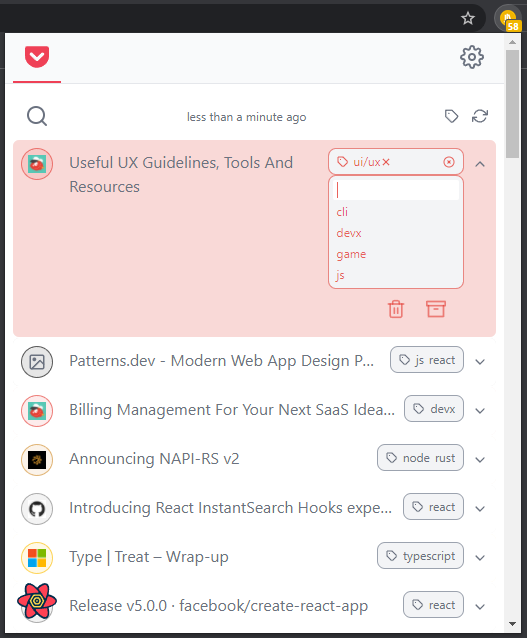 58
less than a minute ago
Useful UX Guidelines, Tools And
Resources
ui/ux×
cli
devx
game
js
Patterns.dev - Modern Web App Design P... js react
Billing Management For Your Next SaaS Idea... devx
Announcing NAPI-RS v2 node rust
Introducing React InstantSearch Hooks expe... react
Type | Treat – Wrap-up typescript
Release v5.0.0 · facebook/create-react-app react